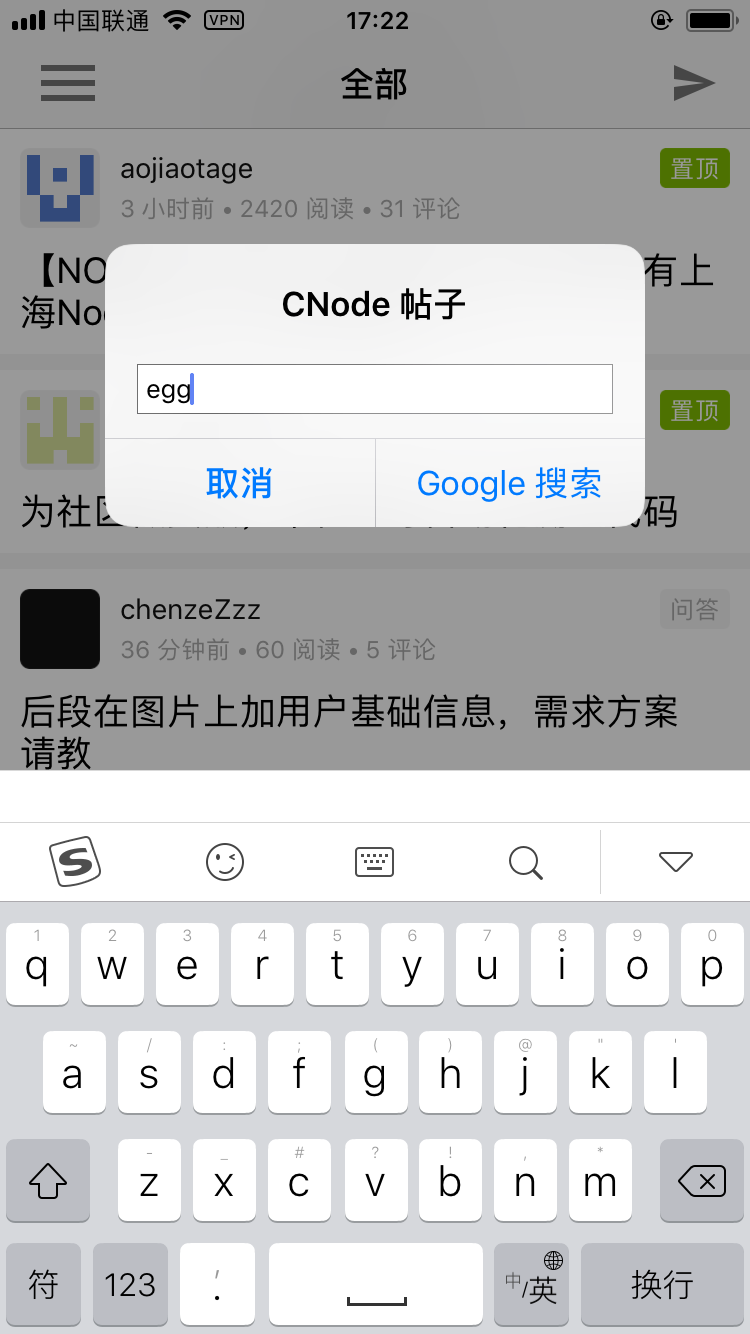 中国联通 VPN 17:22
全部
aojiaotage 置顶
3 小时前 • 2420 阅读 • 31 评论
【NO 有上
海No
CNode 帖子
egg
置顶
取消 Google 搜索
为社 码
chenzeZzz 问答
36 分钟前 • 60 阅读 • 5 评论
后段在图片上加用户基础信息，需求方案
请教
S
1 2 3 4 5 6 7 8 9 0
q w e r t y u i o p
~ / : ; ( ) @ " '
a s d f g h j k l
- _ # ? ! , *
z x c v b n m
符 123 , . 中/英 换行